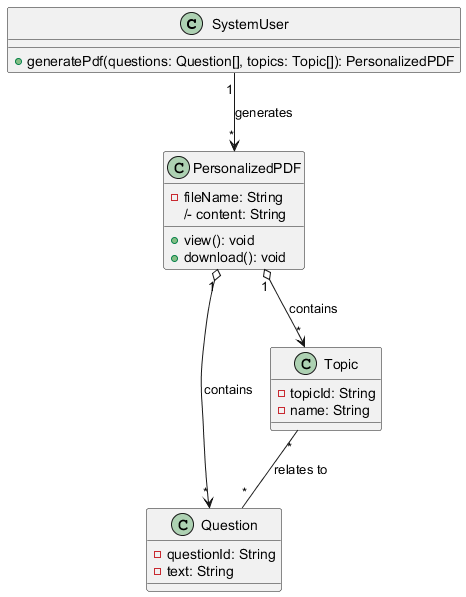 C SystemUser
generatePdf(questions: Question[], topics: Topic[]): PersonalizedPDF
1
generates
*
C PersonalizedPDF
fileName: String
/- content: String
view(): void
download(): void
1
1
contains
*
C Topic
topicId: String
name: String
contains
*
relates to
*
*
C Question
questionId: String
text: String